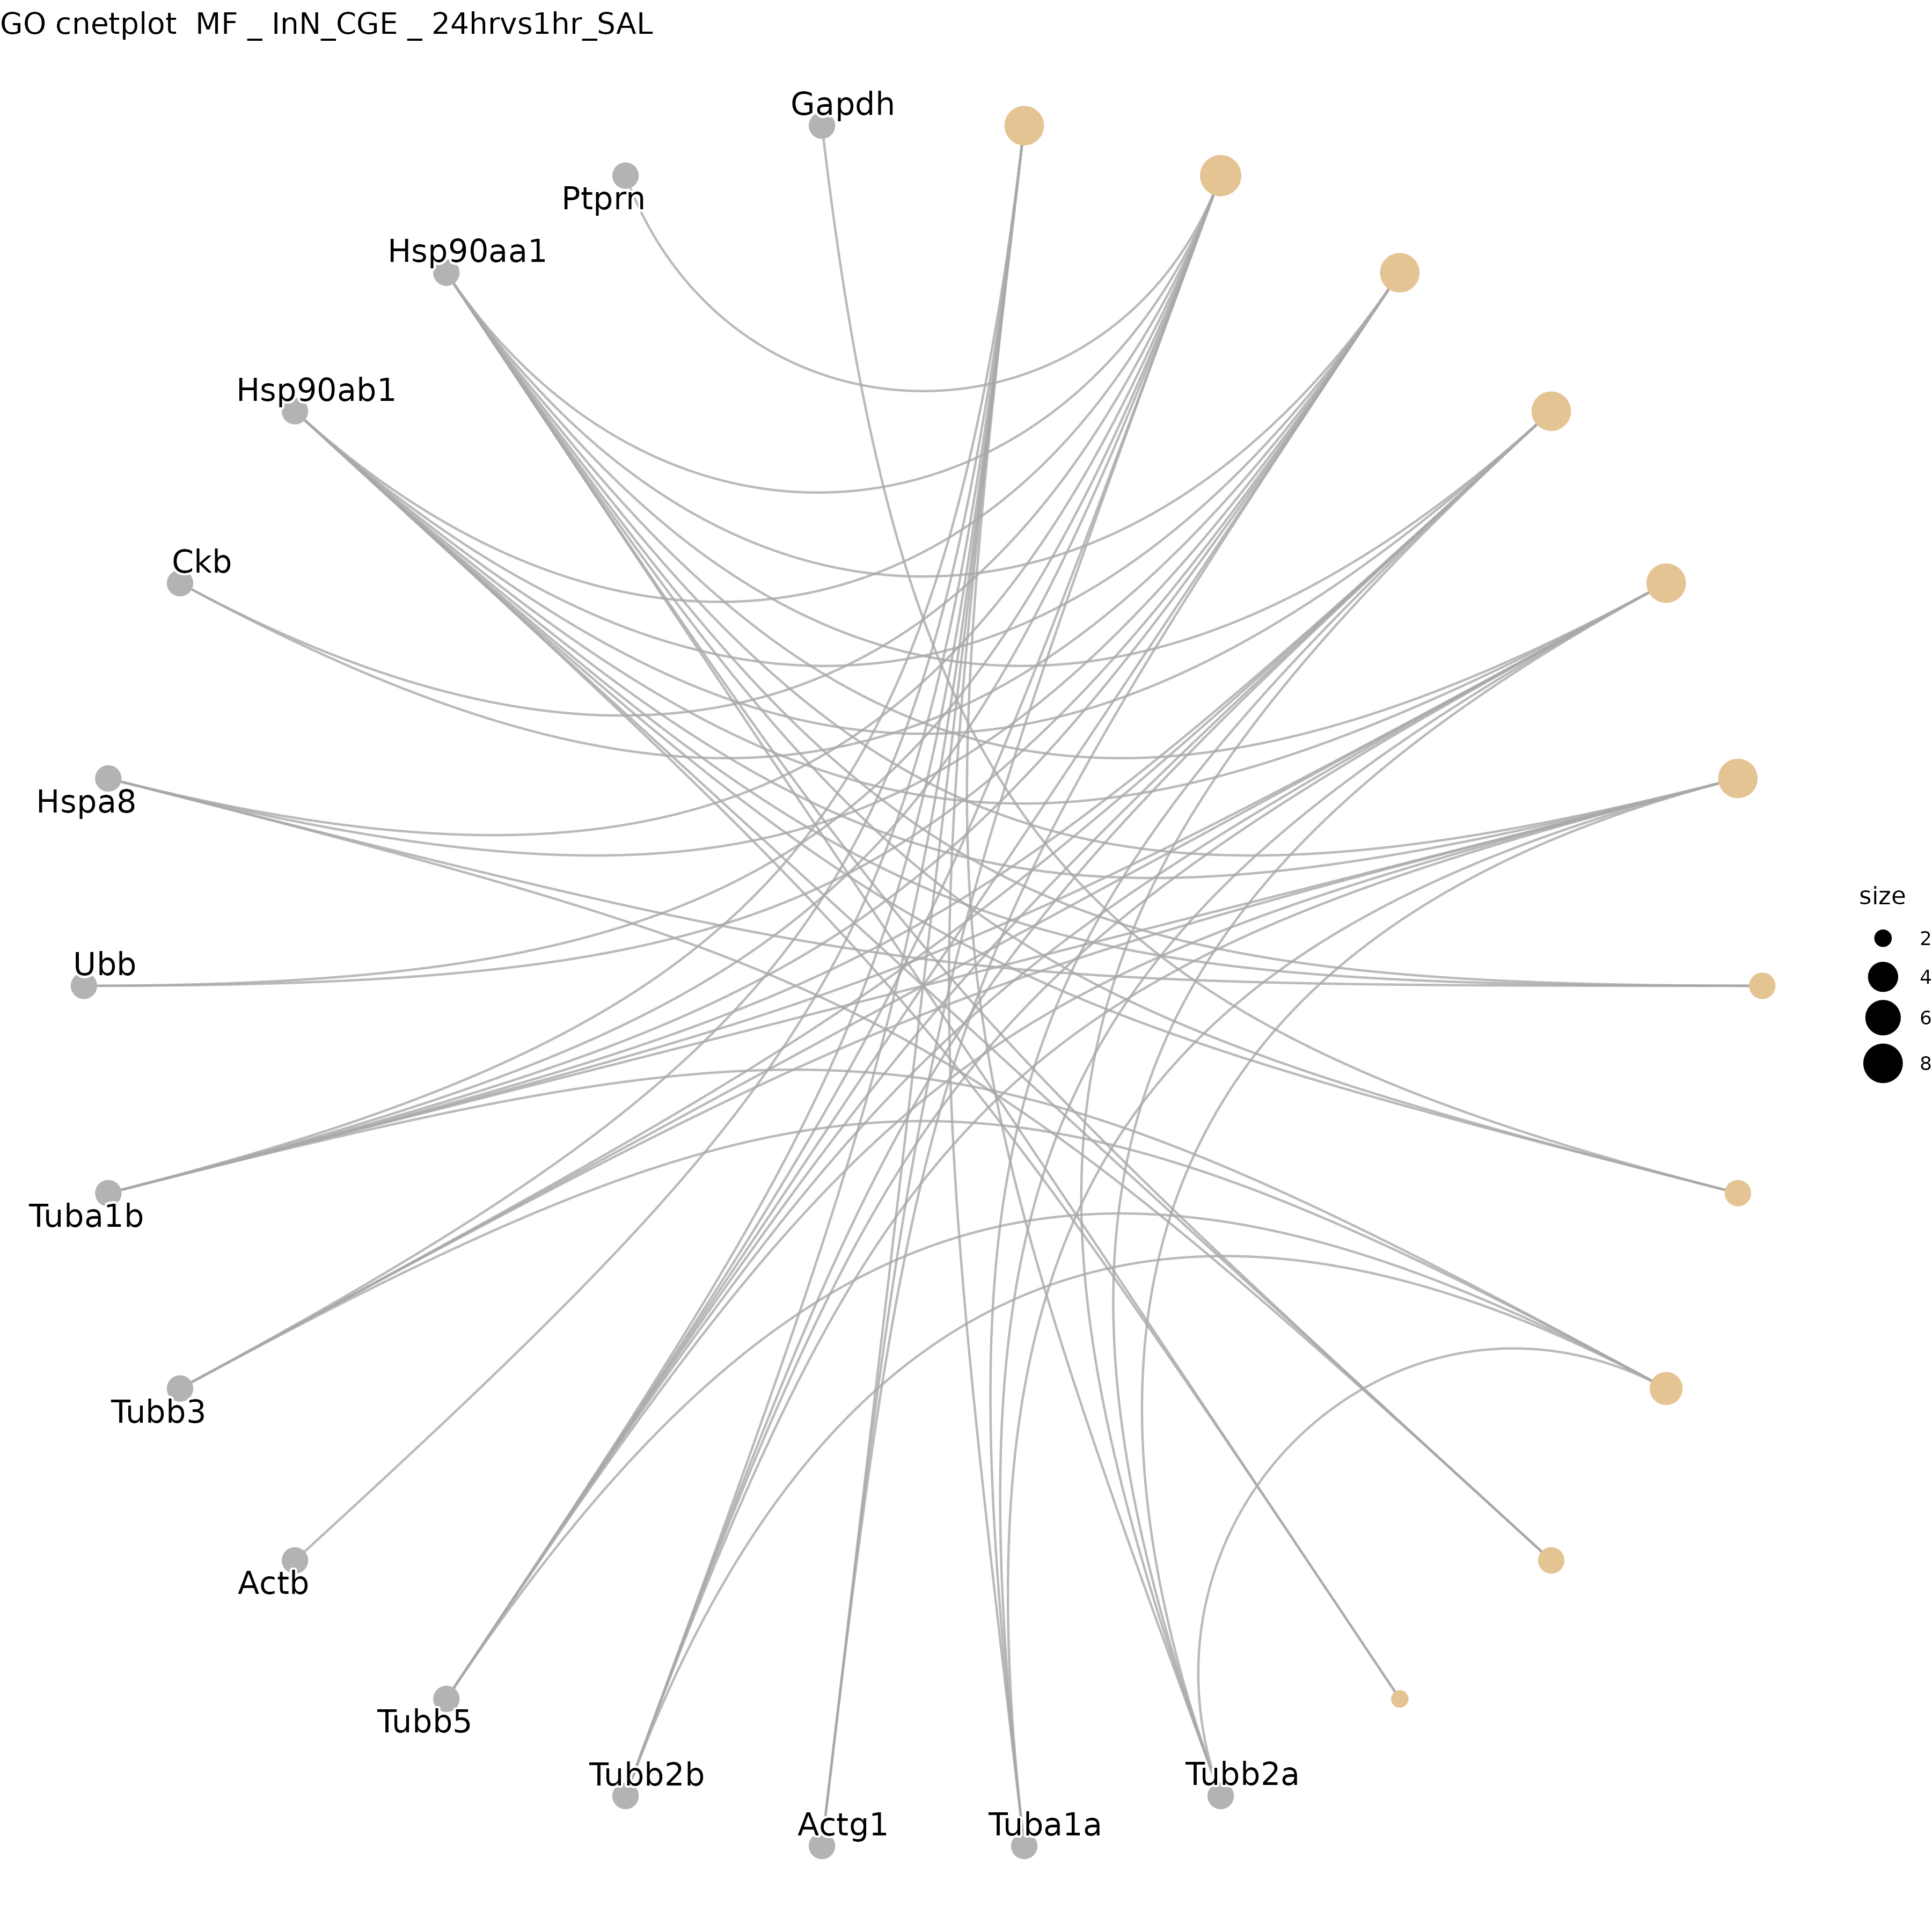 GO cnetplot  MF _ InN_CGE _ 24hrvs1hr_SAL
Gapdh
Ptprn
Hsp90aa1
Hsp90ab1
Ckb
Hspa8
size
2
Ubb
4
6
8
Tuba1b
Tubb3
Actb
Tubb5
Tubb2b
Tubb2a
Actg1
Tuba1a